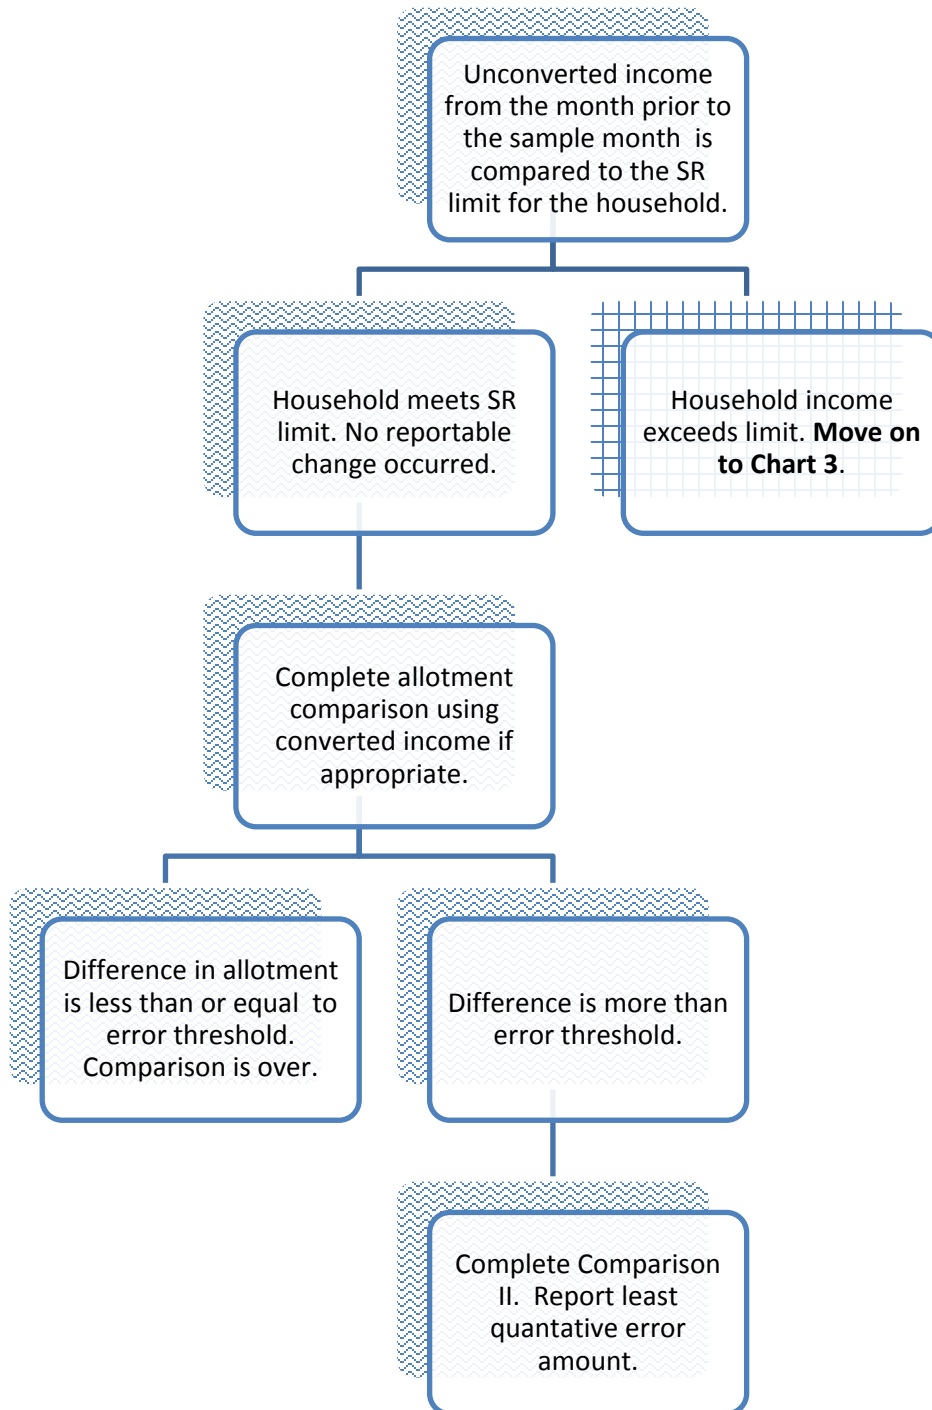 Unconverted income
from the month prior to
the sample month is
compared to the SR
limit for the household.
Household meets SR
limit. No reportable
change occurred.
Household income
exceeds limit. Move on
to Chart 3.
Complete allotment
comparison using
converted income if
appropriate.
Difference in allotment
is less than or equal to
error threshold.
Comparison is over.
Difference is more than
error threshold.
Complete Comparison
II. Report least
quantative error
amount.